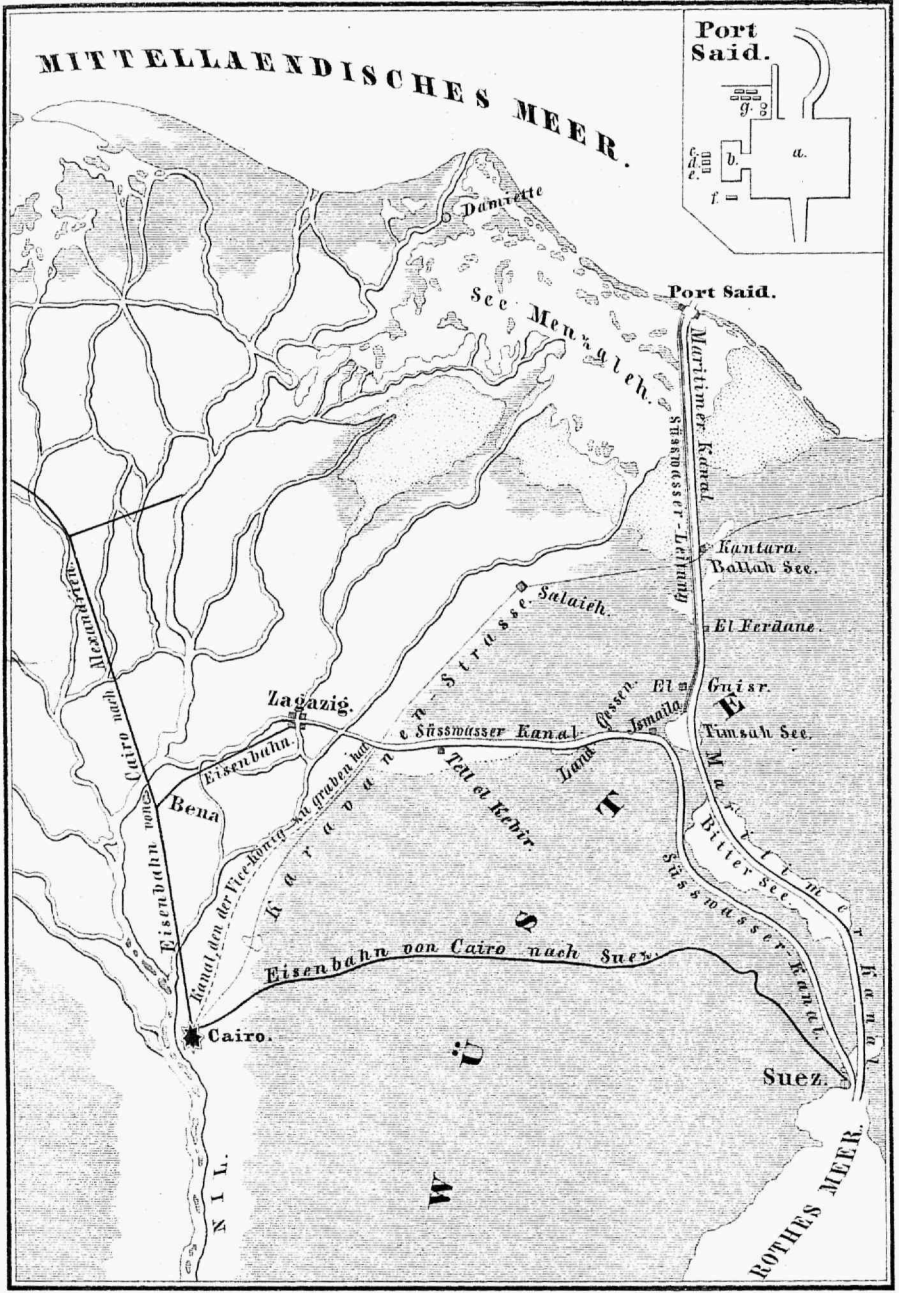 MITTELLAENDISCHES MEER.
Port
Said.
g.
c.
d.
e.
b.
a.
f.
Damiette
See Menzaleh.
Port Said.
Maritimer Kanal
Süsswasser-Leitung
Kantara.
Ballah See.
Salaieh.
El Ferdane.
El Guisr.
Ismaila
Timsah See.
Land Gessen.
Zagazig.
Süsswasser Kanal
Tell el Kebir.
Eisenbahn.
Bena
Eisenbahn von Cairo nach Alexandrien.
Kanal, den der Vice-König zu graben hat
Karavanen-Strasse.
Maritimer Kanal
Bitter See.
Süsswasser-Kanal.
Eisenbahn von Cairo nach Suez.
WÜSTE
Cairo.
Suez.
NIL.
ROTHES MEER.